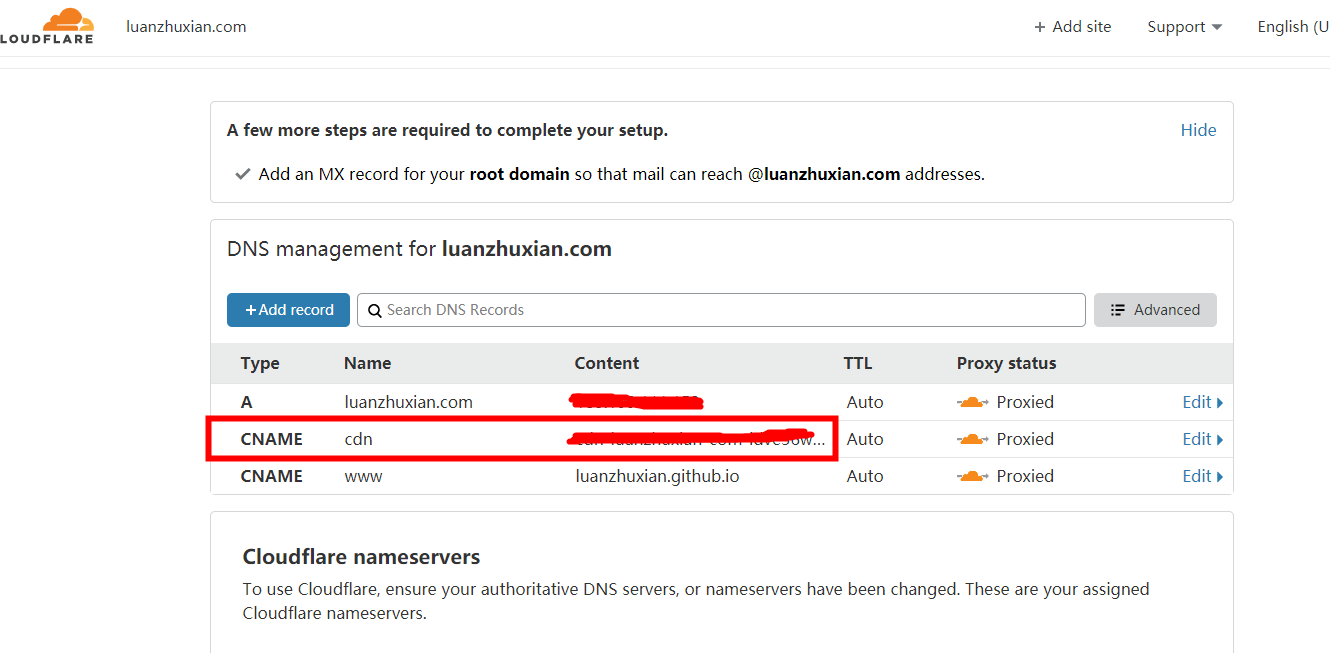 LOUDFLARE luanzhuxian.com + Add site Support English (U
A few more steps are required to complete your setup. Hide
Add an MX record for your root domain so that mail can reach @luanzhuxian.com addresses.
DNS management for luanzhuxian.com
+Add record Search DNS Records Advanced
Type Name Content TTL Proxy status
A luanzhuxian.com Auto Proxied Edit
CNAME cdn Auto Proxied Edit
CNAME www luanzhuxian.github.io Auto Proxied Edit
Cloudflare nameservers
To use Cloudflare, ensure your authoritative DNS servers, or nameservers have been changed. These are your assigned
Cloudflare nameservers.